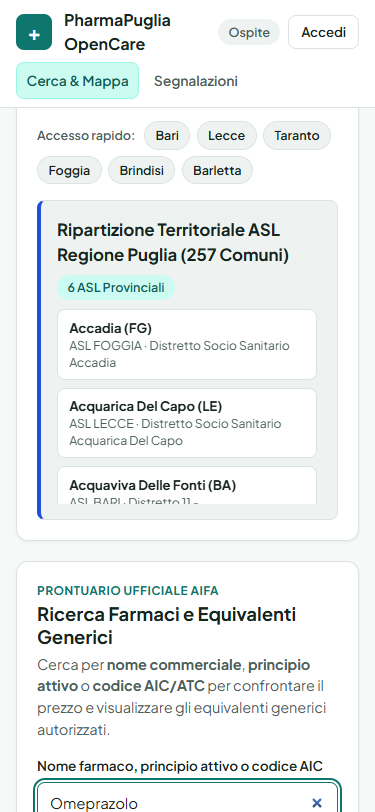 +
PharmaPuglia
OpenCare
Ospite
Accedi
Cerca & Mappa
Segnalazioni
Accesso rapido:
Bari
Lecce
Taranto
Foggia
Brindisi
Barletta
Ripartizione Territoriale ASL
Regione Puglia (257 Comuni)
6 ASL Provinciali
Accadia (FG)
ASL FOGGIA · Distretto Socio Sanitario
Accadia
Acquarica Del Capo (LE)
ASL LECCE · Distretto Socio Sanitario
Acquarica Del Capo
Acquaviva Delle Fonti (BA)
ASL BARI · Distretto 11 -
PRONTUARIO UFFICIALE AIFA
Ricerca Farmaci e Equivalenti
Generici
Cerca per nome commerciale, principio
attivo o codice AIC/ATC per confrontare il
prezzo e visualizzare gli equivalenti generici
autorizzati.
Nome farmaco, principio attivo o codice AIC
Omeprazolo
×